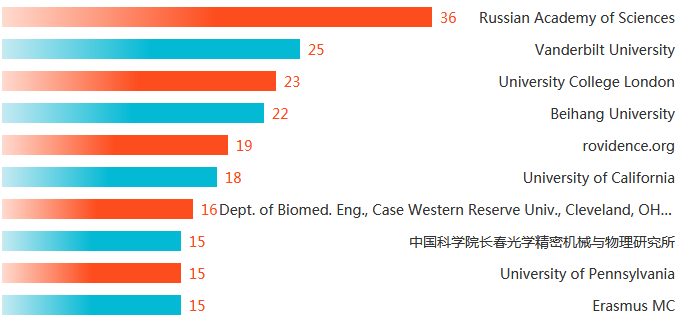 36 Russian Academy of Sciences
25 Vanderbilt University
23 University College London
22 Beihang University
19 rovidence.org
18 University of California
16 Dept. of Biomed. Eng., Case Western Reserve Univ., Cleveland, OH...
15 中国科学院长春光学精密机械与物理研究所
15 University of Pennsylvania
15 Erasmus MC